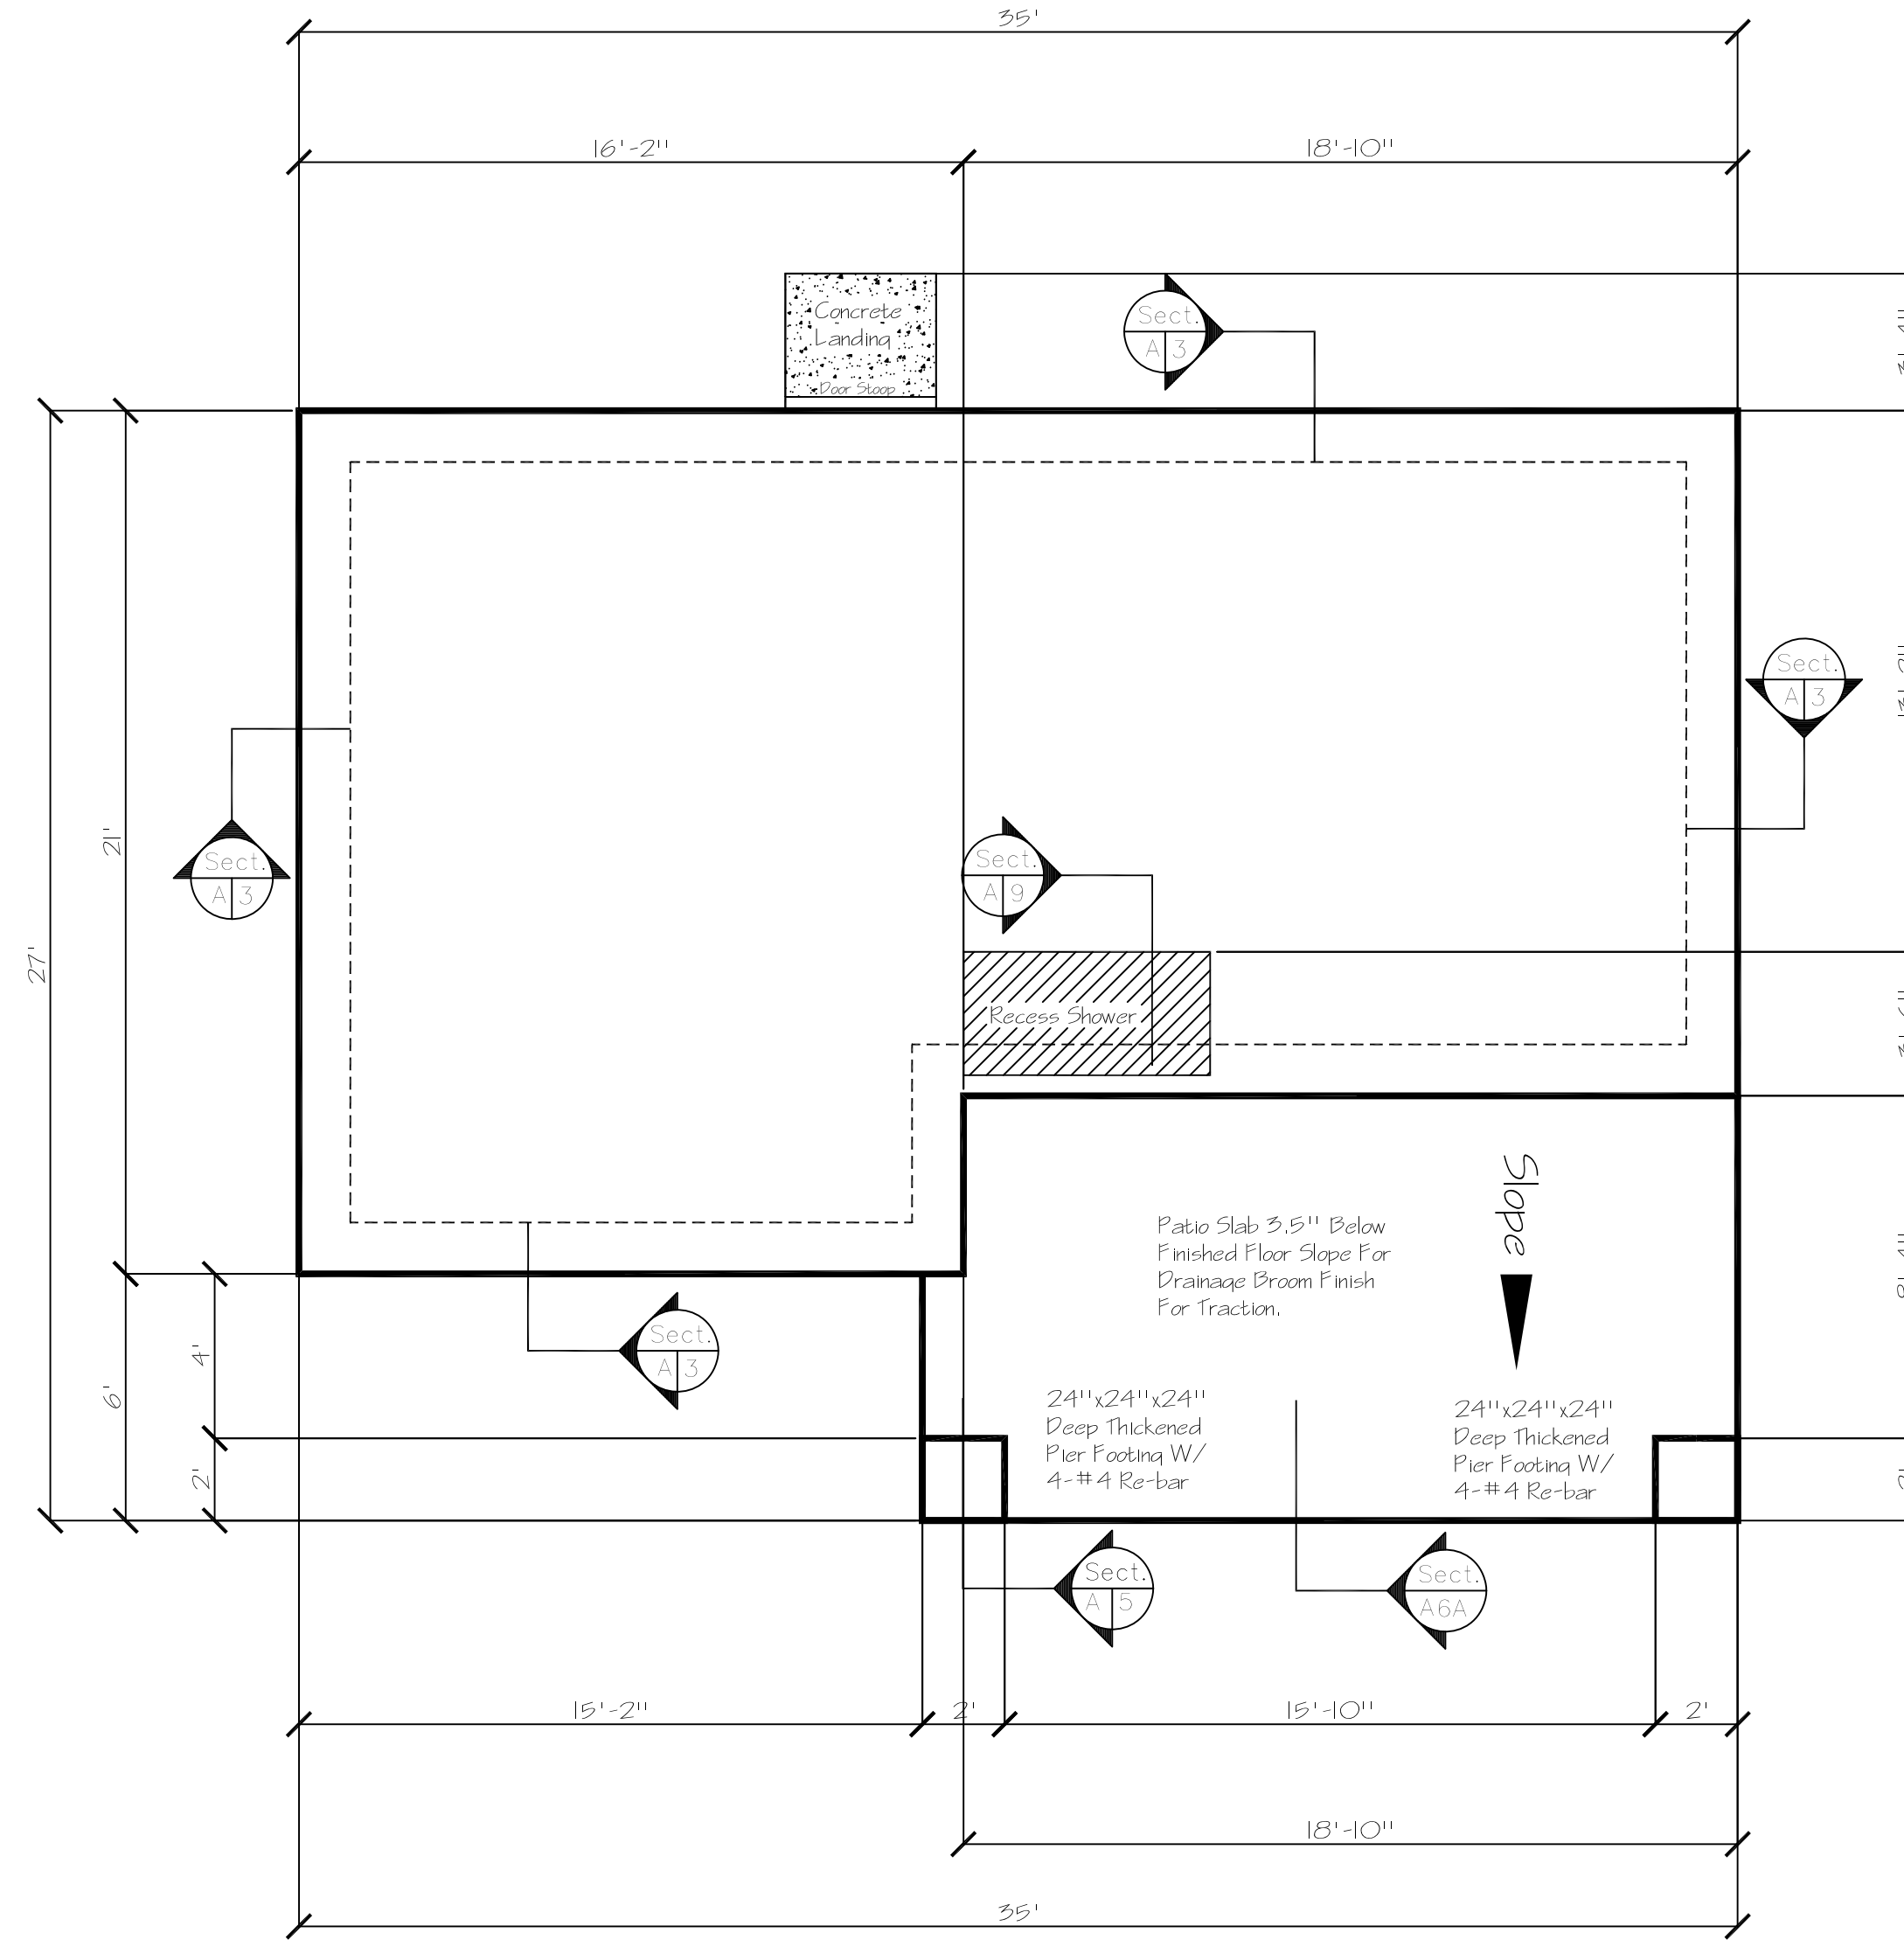 35'
16'-2"
18'-10"
Concrete
Landing
Door Stoop
Sect.
A 3
Sect.
A 3
21'
Sect.
A 3
Sect.
A 9
27'
Recess Shower
Slope
Patio Slab 3.5" Below
Finished Floor Slope For
Drainage Broom Finish
For Traction.
Sect.
A 3
4'
6'
2'
24"x24"x24"
Deep Thickened
Pier Footing W/
4-#4 Re-bar
24"x24"x24"
Deep Thickened
Pier Footing W/
4-#4 Re-bar
Sect.
A 5
Sect.
A6A
15'-2"
2'
15'-10"
2'
18'-10"
35'